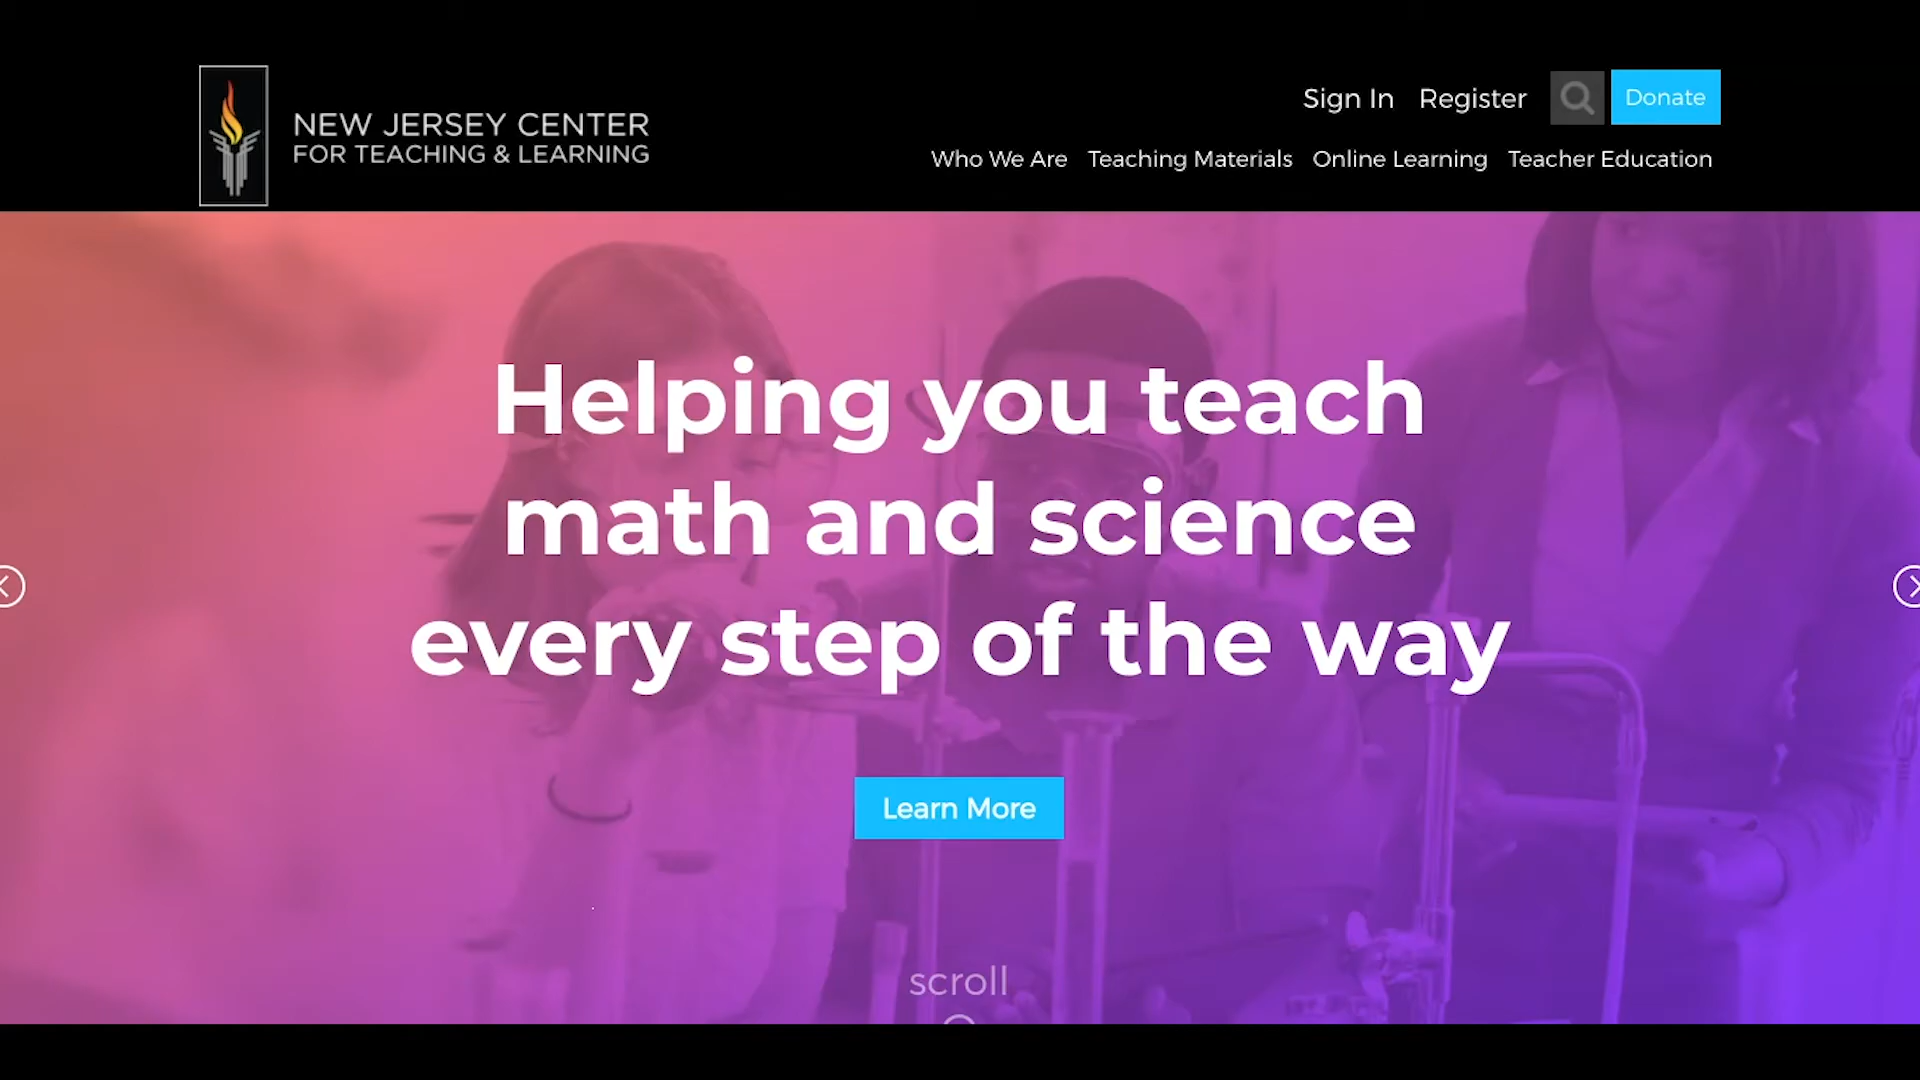 NEW JERSEY CENTER
FOR TEACHING & LEARNING
Sign In Register Donate
Who We Are Teaching Materials Online Learning Teacher Education
Helping you teach
math and science
every step of the way
Learn More
scroll